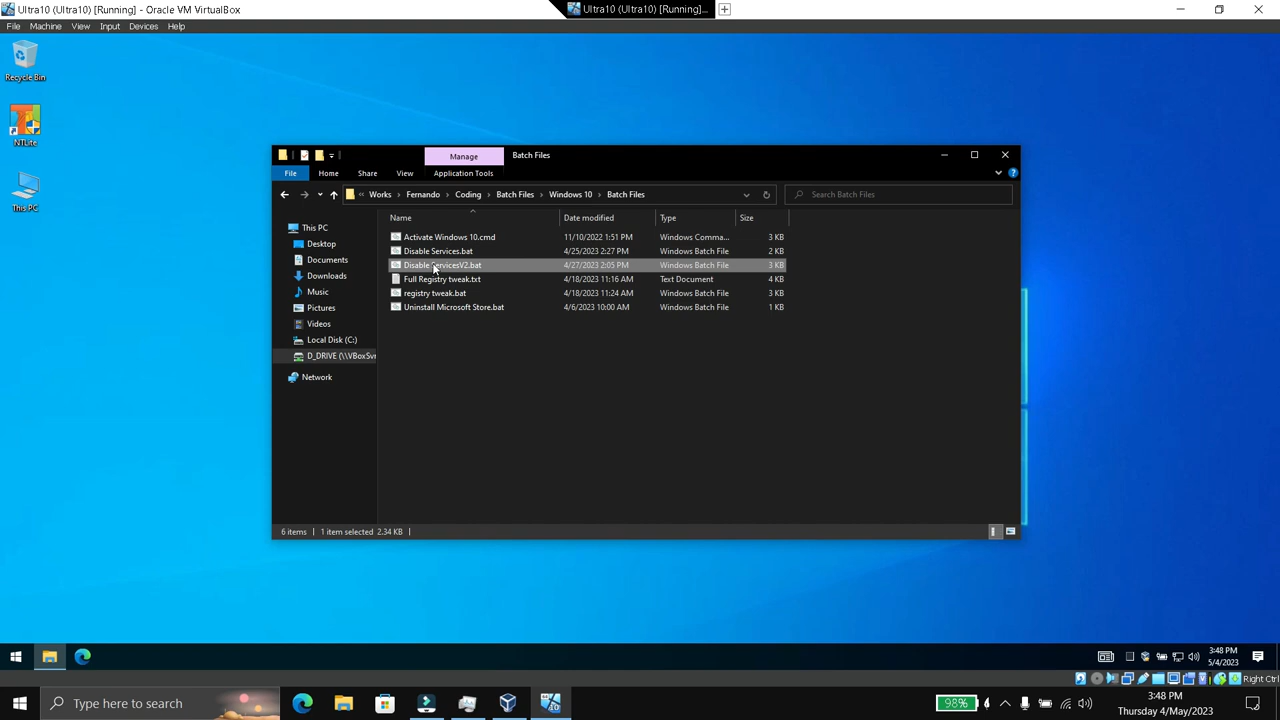 Ultra10 (Ultra10) [Running] - Oracle VM VirtualBox
Ultra10 (Ultra10) [Running]...
File Machine View Input Devices Help
Recycle Bin
NTLite
This PC
Manage
Batch Files
File Home Share View Application Tools
« Works > Fernando > Coding > Batch Files > Windows 10 > Batch Files
Search Batch Files
Name Date modified Type Size
This PC
Desktop
Documents
Downloads
Music
Pictures
Videos
Local Disk (C:)
D_DRIVE (\\VBoxSvr
Network
Activate Windows 10.cmd 11/10/2022 1:51 PM Windows Comma... 3 KB
Disable Services.bat 4/25/2023 2:27 PM Windows Batch File 2 KB
Disable ServicesV2.bat 4/27/2023 2:05 PM Windows Batch File 3 KB
Full Registry tweak.txt 4/18/2023 11:16 AM Text Document 4 KB
registry tweak.bat 4/18/2023 11:24 AM Windows Batch File 3 KB
Uninstall Microsoft Store.bat 4/6/2023 10:00 AM Windows Batch File 1 KB
6 items 1 item selected 2.34 KB
3:48 PM
5/4/2023
Right Ctrl
Type here to search
98%
3:48 PM
Thursday 4/May/2023